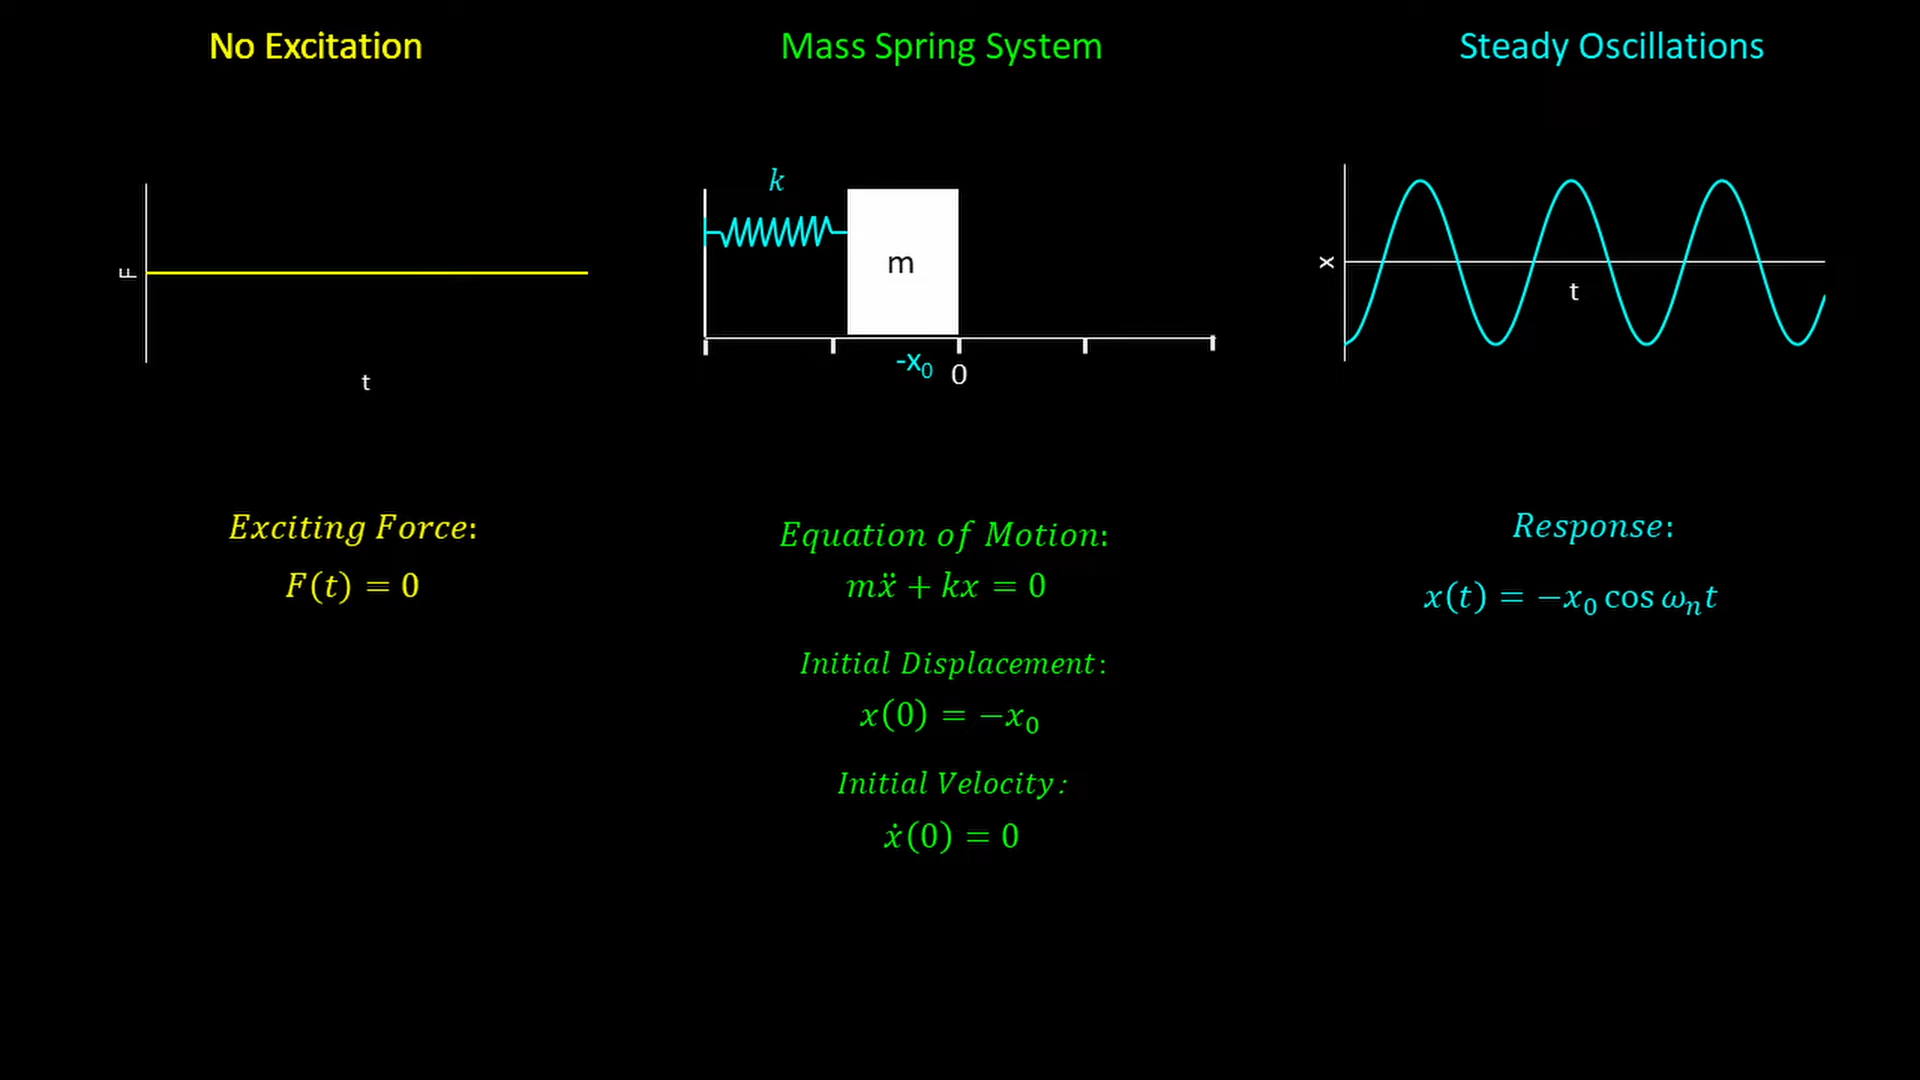 No Excitation
Mass Spring System
Steady Oscillations
F
t
k
m
-x₀
0
x
t
Exciting Force:
F(t) = 0
Equation of Motion:
mẍ + kx = 0
Initial Displacement:
x(0) = −x₀
Initial Velocity:
ẋ(0) = 0
Response:
x(t) = −x₀ cos ωₙt